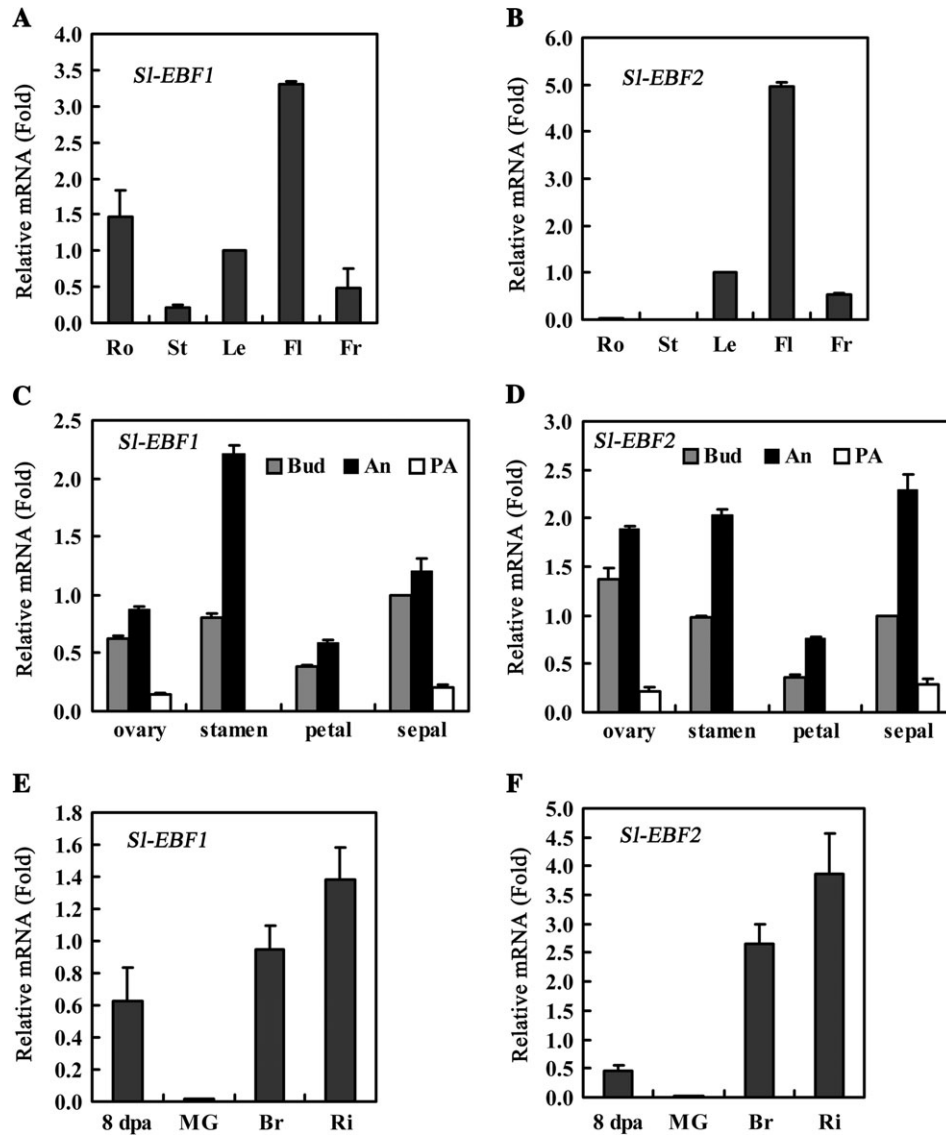 A
Relative mRNA (Fold)
4.0
3.5
3.0
2.5
2.0
1.5
1.0
0.5
0.0
Sl-EBF1
Ro St Le Fl Fr
B
Relative mRNA (Fold)
6.0
5.0
4.0
3.0
2.0
1.0
0.0
Sl-EBF2
Ro St Le Fl Fr
C
Relative mRNA (Fold)
2.5
2.0
1.5
1.0
0.5
0.0
Sl-EBF1
Bud An PA
ovary stamen petal sepal
D
Relative mRNA (Fold)
3.0
2.5
2.0
1.5
1.0
0.5
0.0
Sl-EBF2
Bud An PA
ovary stamen petal sepal
E
Relative mRNA (Fold)
1.8
1.6
1.4
1.2
1.0
0.8
0.6
0.4
0.2
0.0
Sl-EBF1
8 dpa MG Br Ri
F
Relative mRNA (Fold)
5.0
4.5
4.0
3.5
3.0
2.5
2.0
1.5
1.0
0.5
0.0
Sl-EBF2
8 dpa MG Br Ri